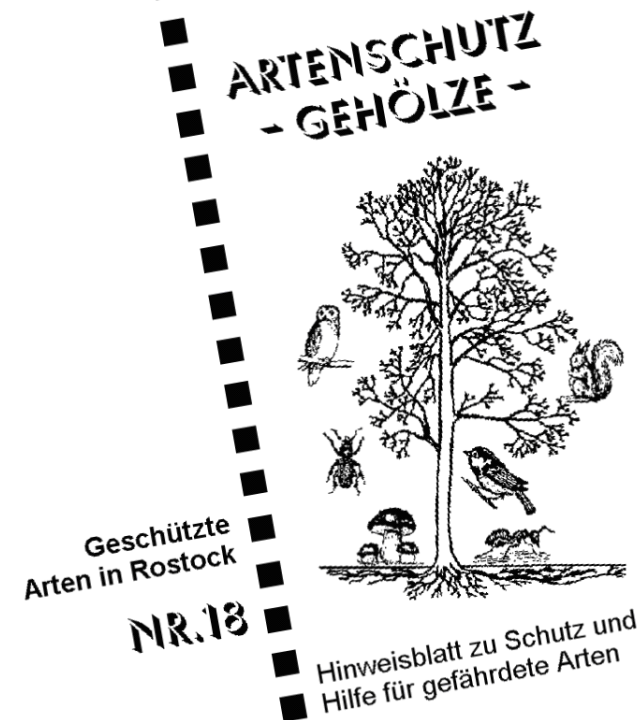 ARTENSCHUTZ
- GEHÖLZE -
Geschützte
Arten in Rostock
NR.18
Hinweisblatt zu Schutz und
Hilfe für gefährdete Arten